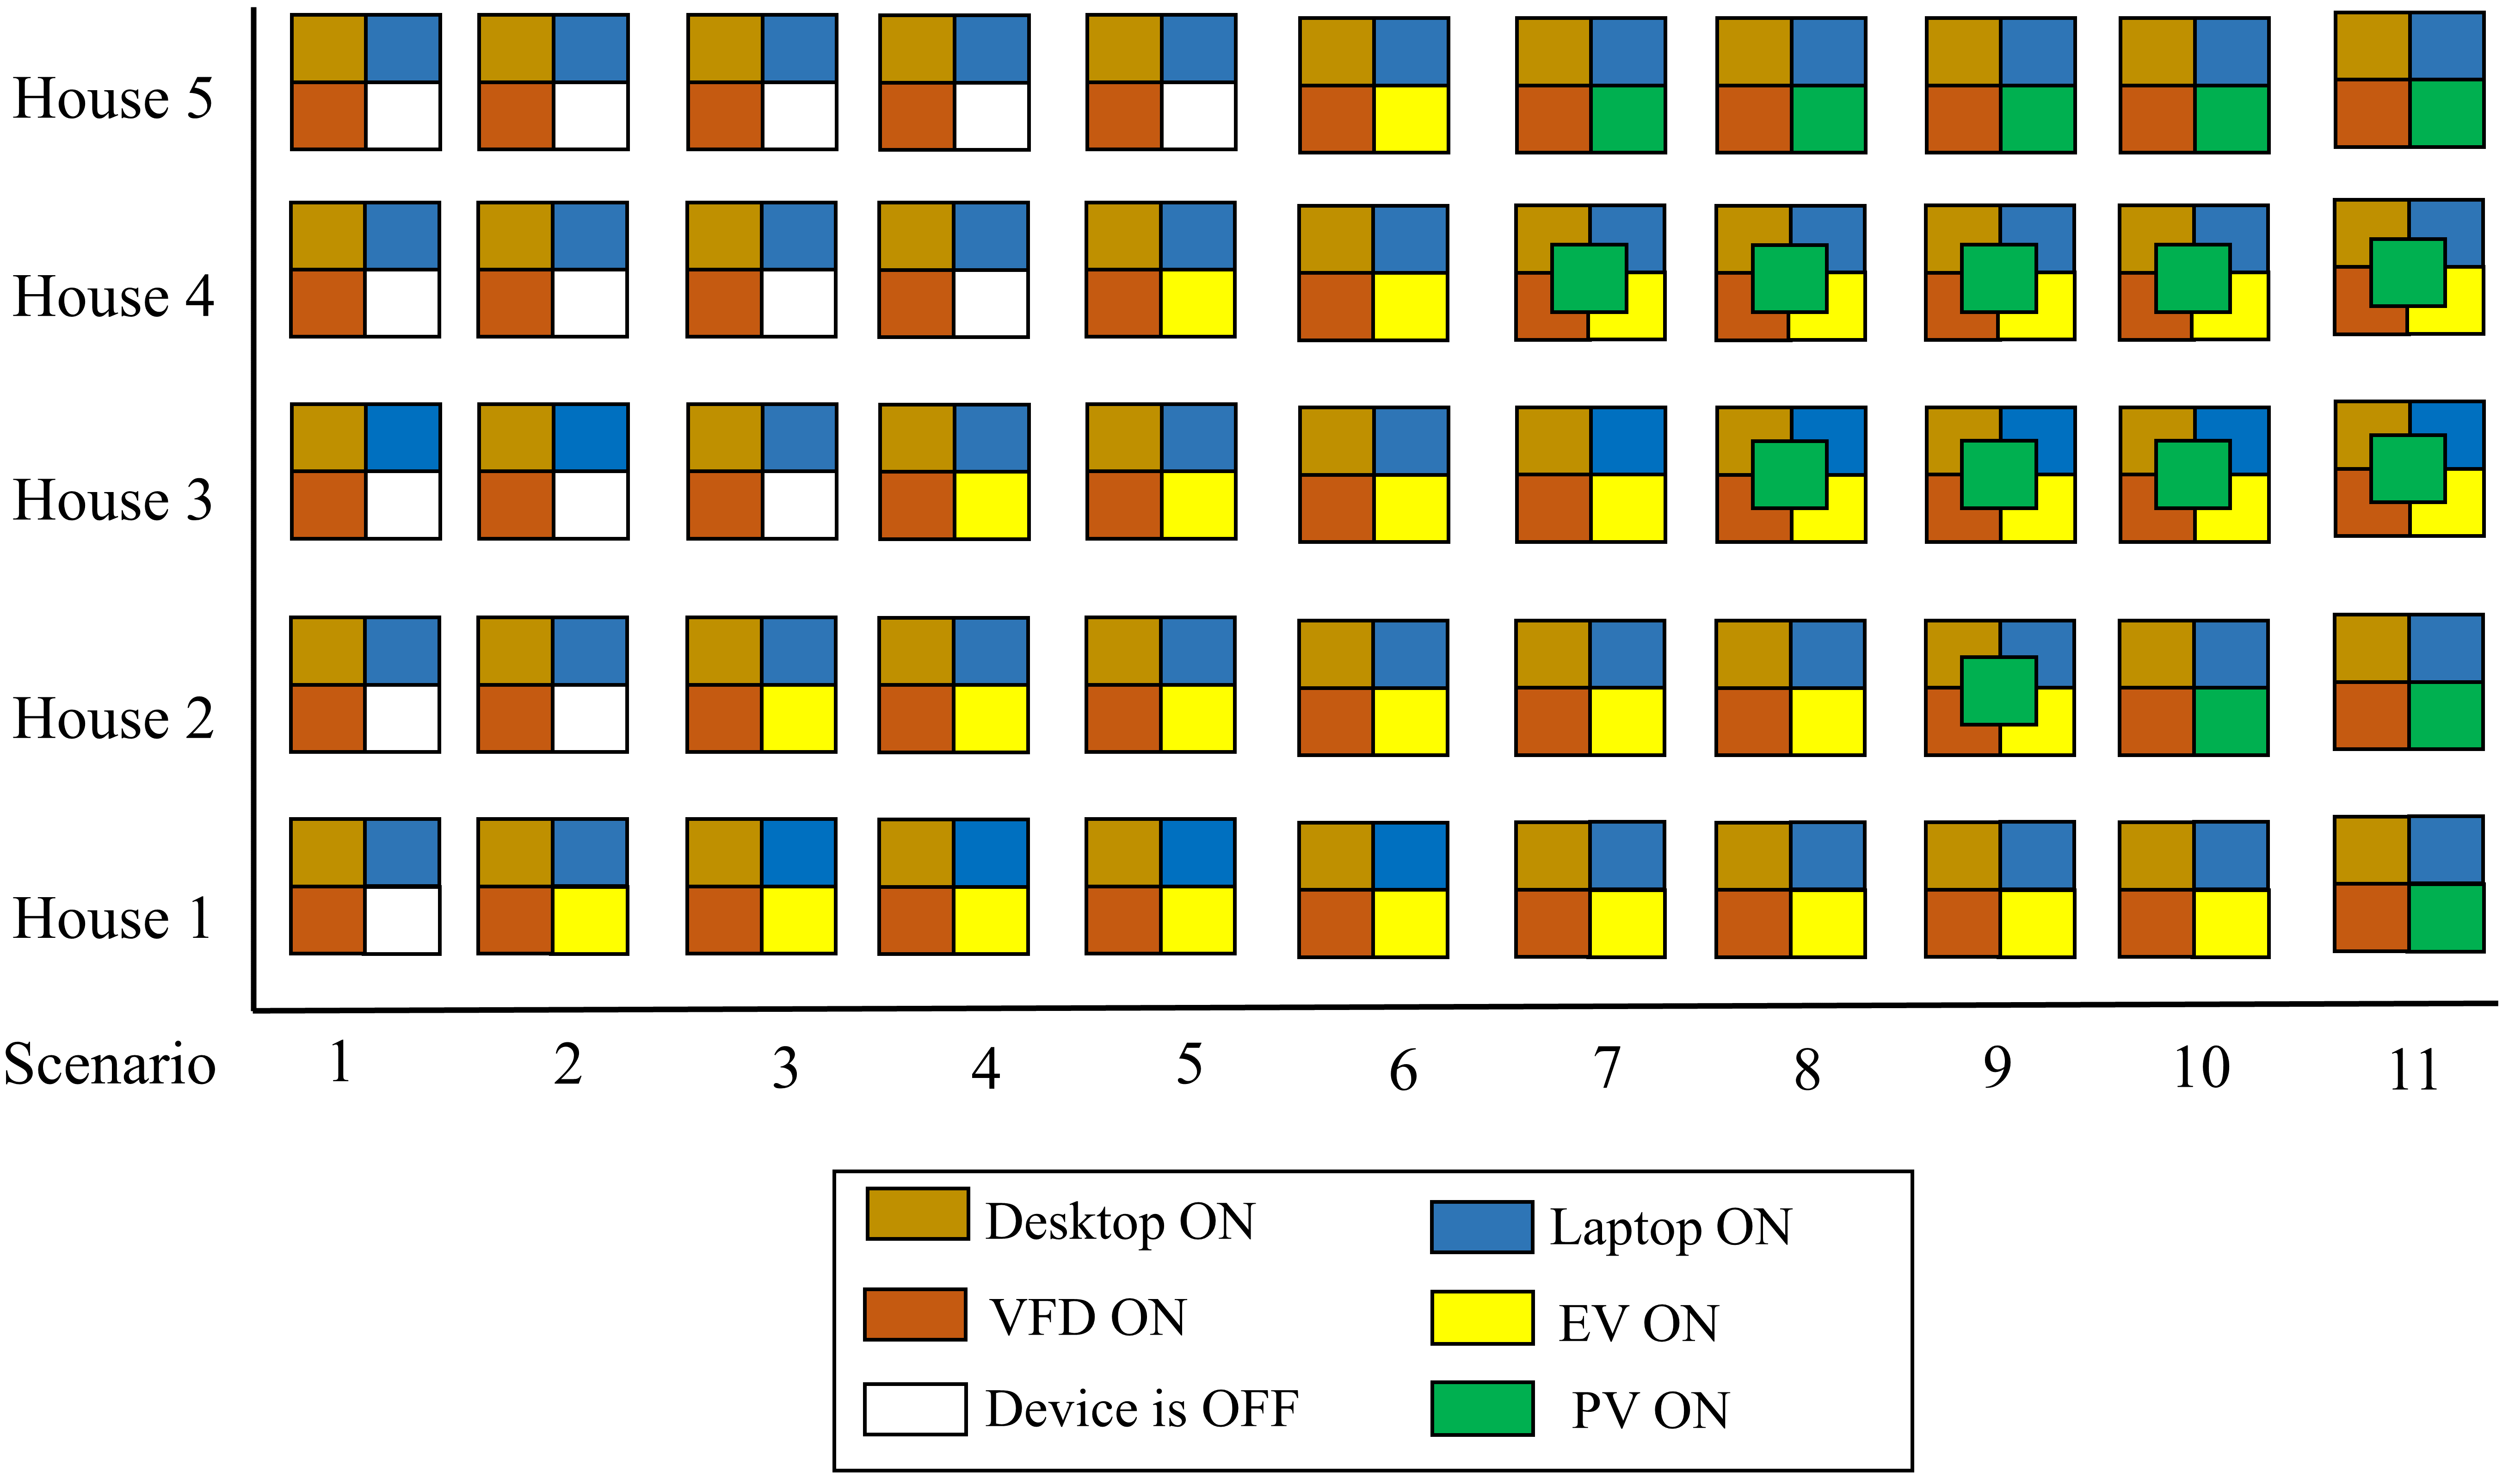 House 5
House 4
House 3
House 2
House 1
Scenario 1 2 3 4 5 6 7 8 9 10 11
Desktop ON Laptop ON
VFD ON EV ON
Device is OFF PV ON